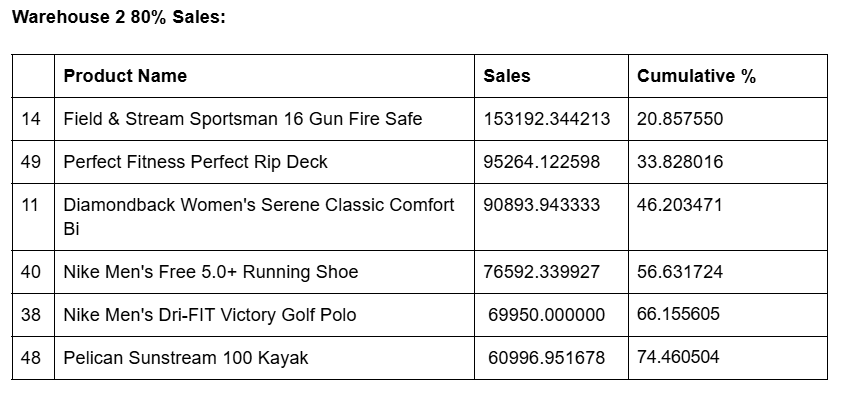 Warehouse 2 80% Sales:
Product Name Sales Cumulative %
14 Field & Stream Sportsman 16 Gun Fire Safe 153192.344213 20.857550
49 Perfect Fitness Perfect Rip Deck 95264.122598 33.828016
11 Diamondback Women's Serene Classic Comfort 90893.943333 46.203471
Bi
40 Nike Men's Free 5.0+ Running Shoe 76592.339927 56.631724
38 Nike Men's Dri-FIT Victory Golf Polo 69950.000000 66.155605
48 Pelican Sunstream 100 Kayak 60996.951678 74.460504